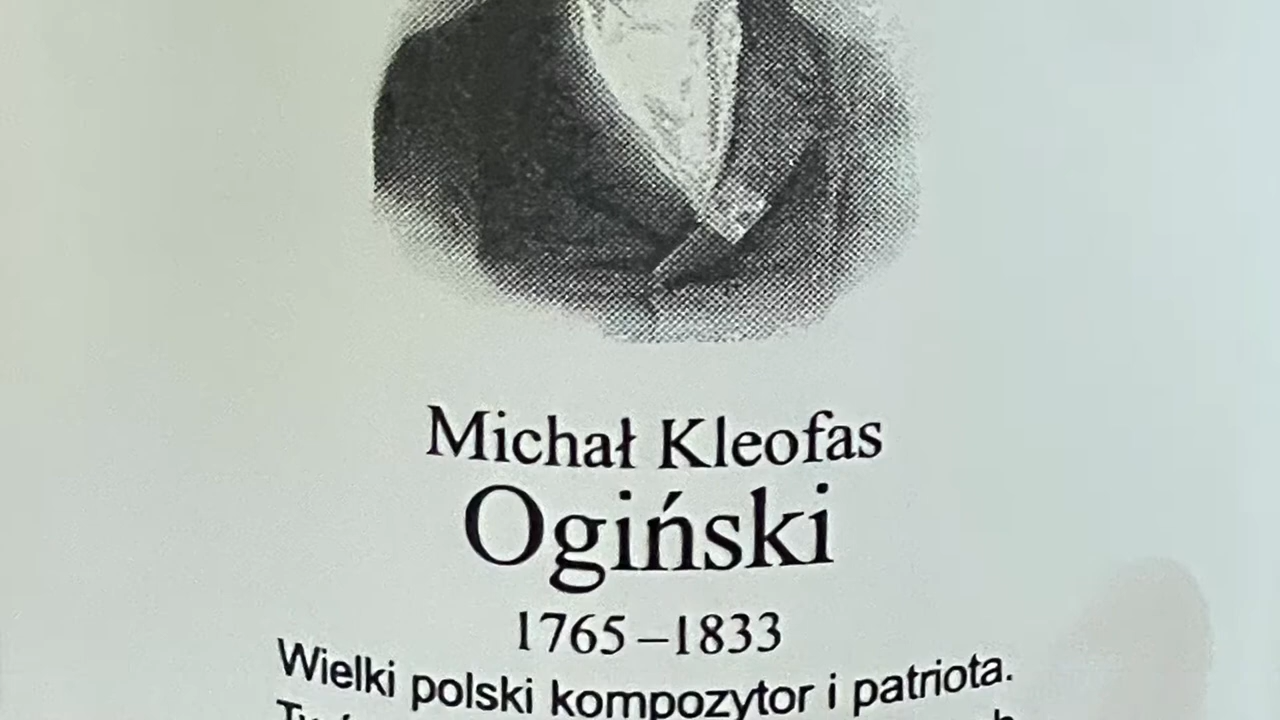 Michał Kleofas
Ogiński
1765–1833
Wielki polski kompozytor i patriota.